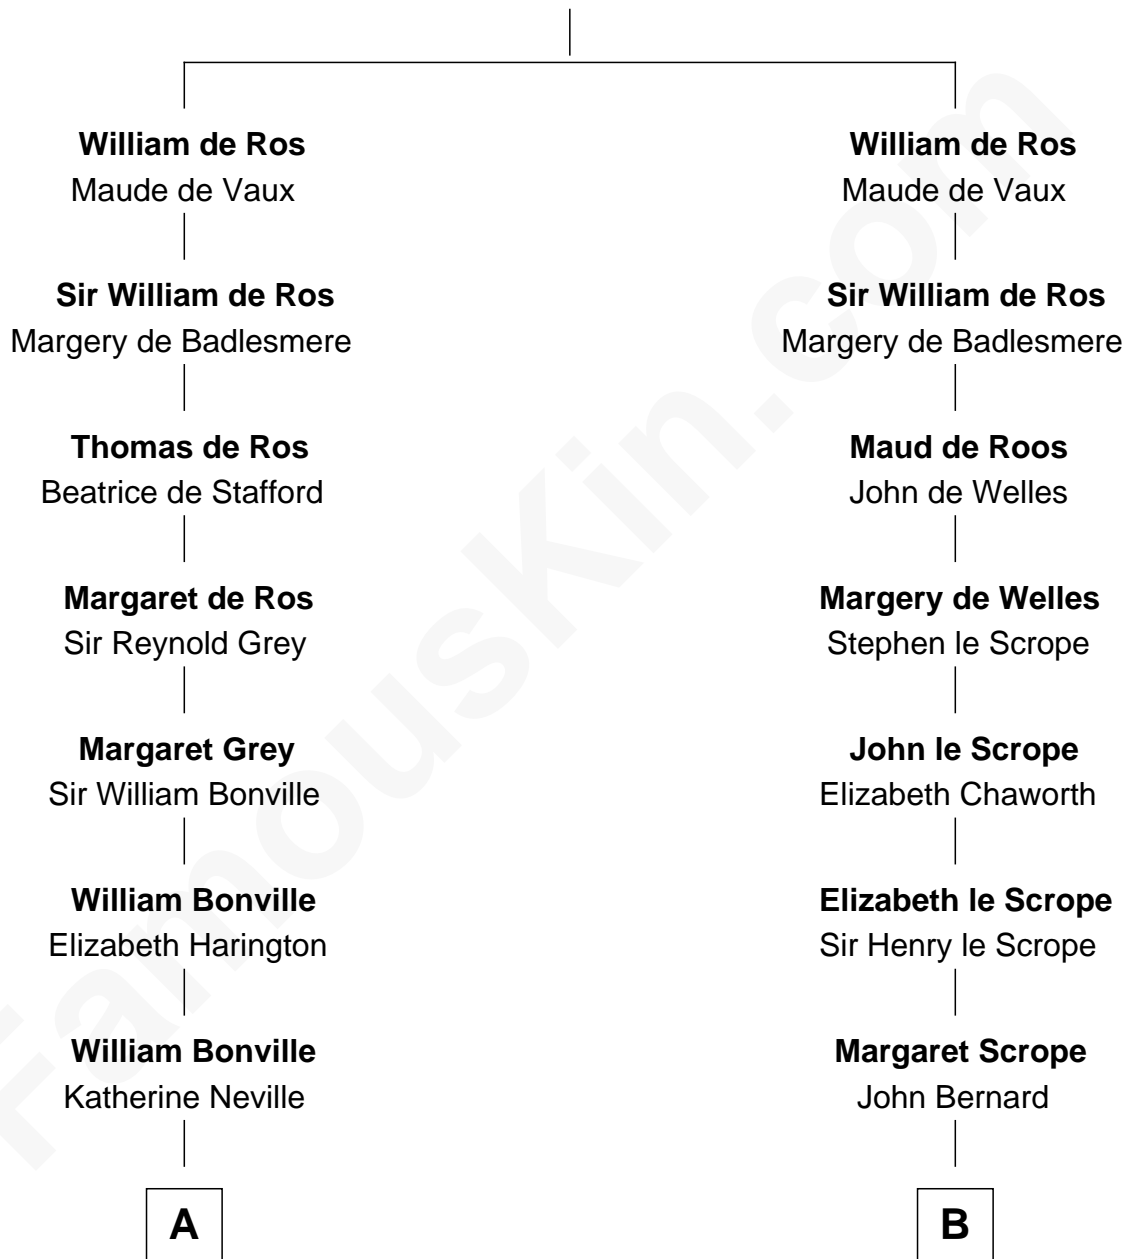 William de Ros
Maude de Vaux
Sir William de Ros
Margery de Badlesmere
Thomas de Ros
Beatrice de Stafford
Margaret de Ros
Sir Reynold Grey
Margaret Grey
Sir William Bonville
William Bonville
Elizabeth Harington
William Bonville
Katherine Neville
A
William de Ros
Maude de Vaux
Sir William de Ros
Margery de Badlesmere
Maud de Roos
John de Welles
Margery de Welles
Stephen le Scrope
John le Scrope
Elizabeth Chaworth
Elizabeth le Scrope
Sir Henry le Scrope
Margaret Scrope
John Bernard
B
FamousKin.com